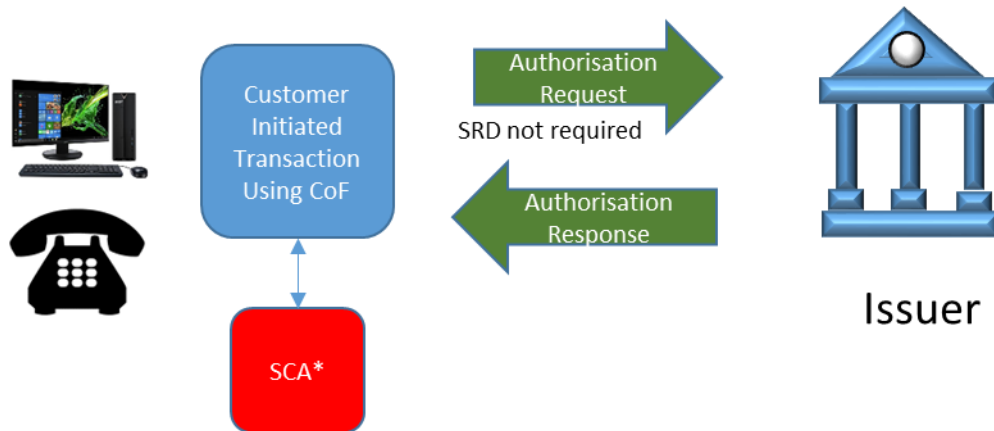 Customer
Initiated
Transaction
Using CoF
Authorisation
Request
SRD not required
Authorisation
Response
Issuer
SCA*